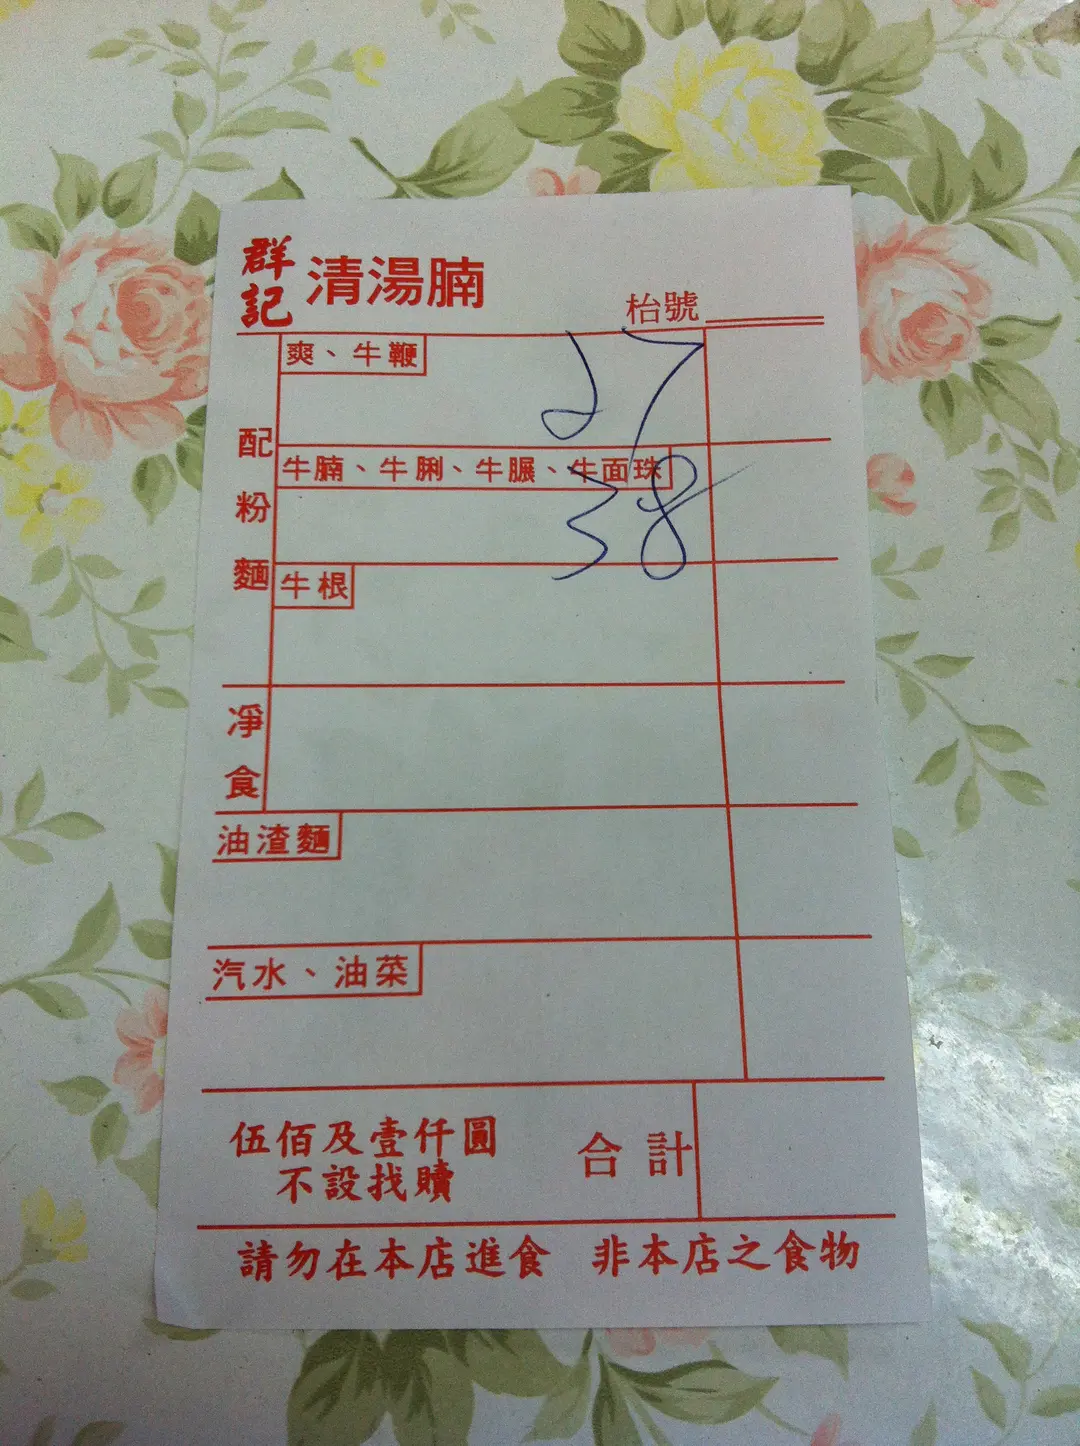 群記 清湯腩
枱號
配粉麵
爽、牛鞭
27
牛腩、牛脷、牛𦟌、牛面珠
38
牛根
凈食
油渣麵
汽水、油菜
伍佰及壹仟圓
不設找贖
合計
請勿在本店進食 非本店之食物